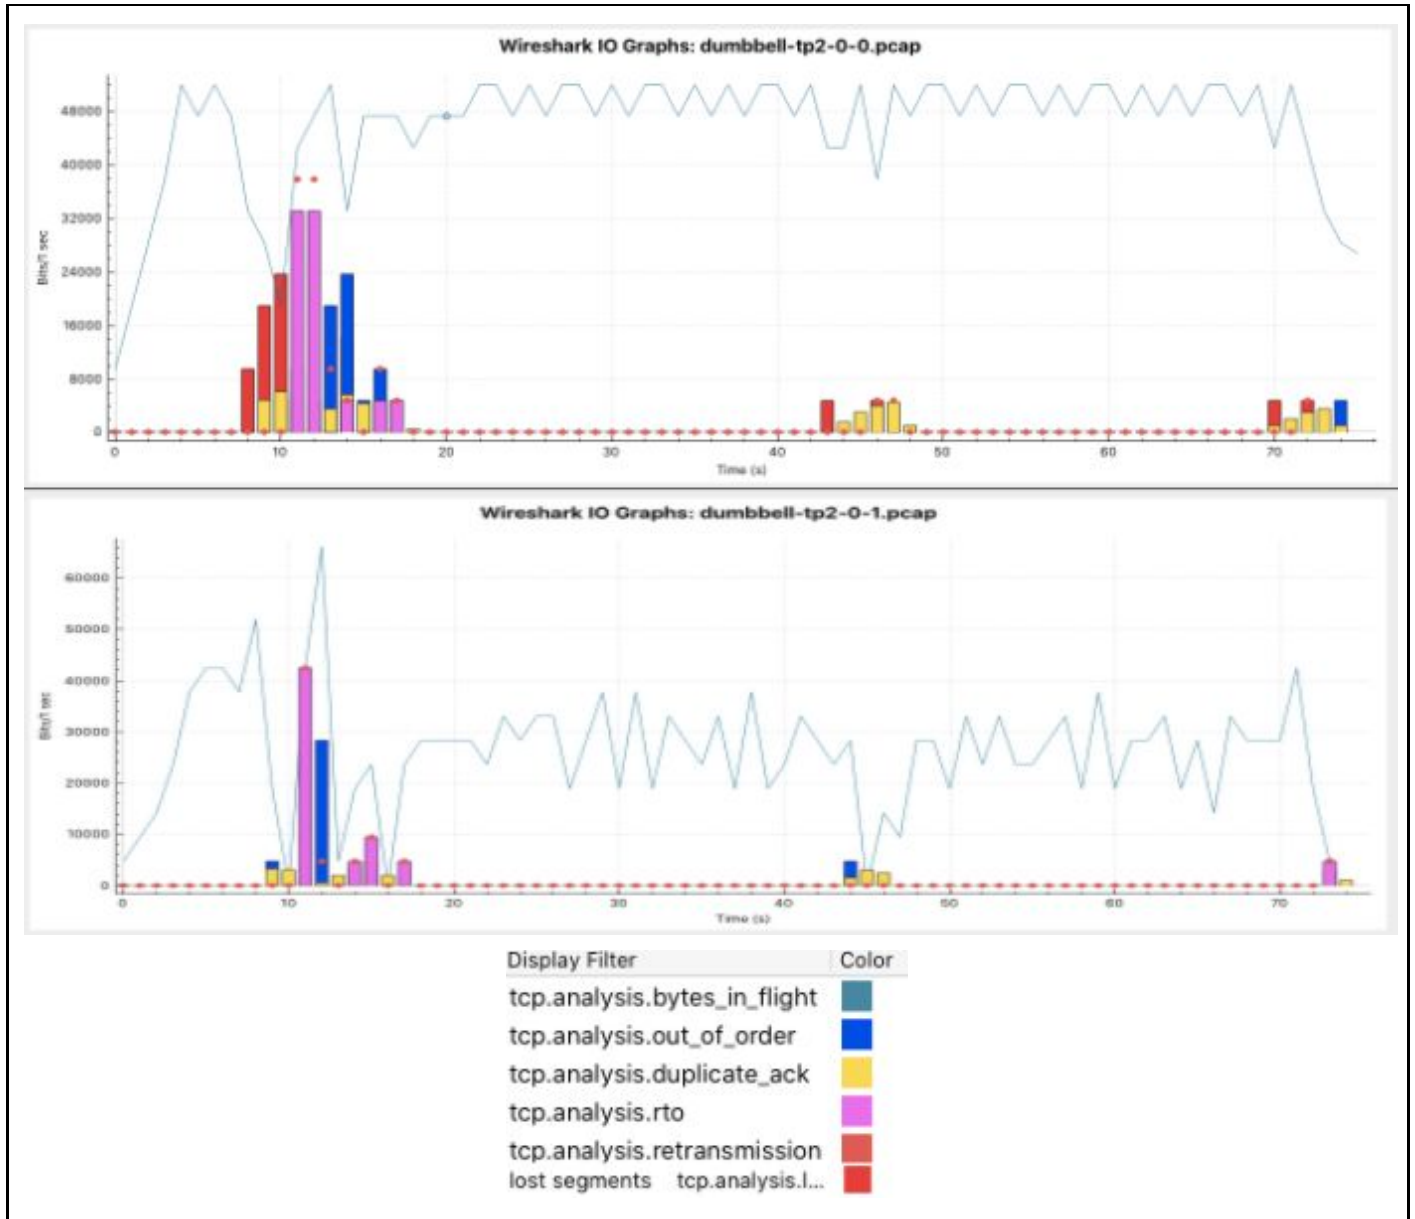 Wireshark IO Graphs: dumbbell-tp2-0-0.pcap
48000
40000
32000
24000
16000
8000
0
Bits/1 sec
0 10 20 30 40 50 60 70
Time (s)
Wireshark IO Graphs: dumbbell-tp2-0-1.pcap
60000
50000
40000
30000
20000
10000
0
Bits/1 sec
0 10 20 30 40 50 60 70
Time (s)
Display Filter Color
tcp.analysis.bytes_in_flight
tcp.analysis.out_of_order
tcp.analysis.duplicate_ack
tcp.analysis.rto
tcp.analysis.retransmission
lost segments tcp.analysis.l...